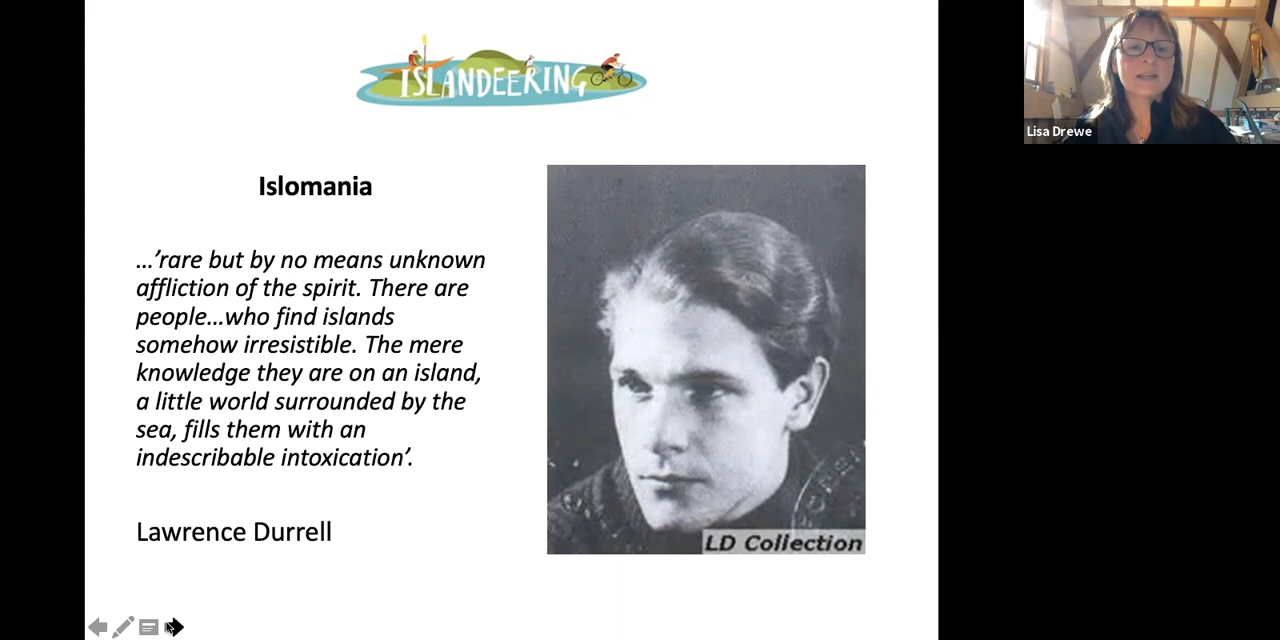 ISLANDEERING
Lisa Drewe
Islomania
...'rare but by no means unknown
affliction of the spirit. There are
people...who find islands
somehow irresistible. The mere
knowledge they are on an island,
a little world surrounded by the
sea, fills them with an
indescribable intoxication'.
Lawrence Durrell
LD Collection